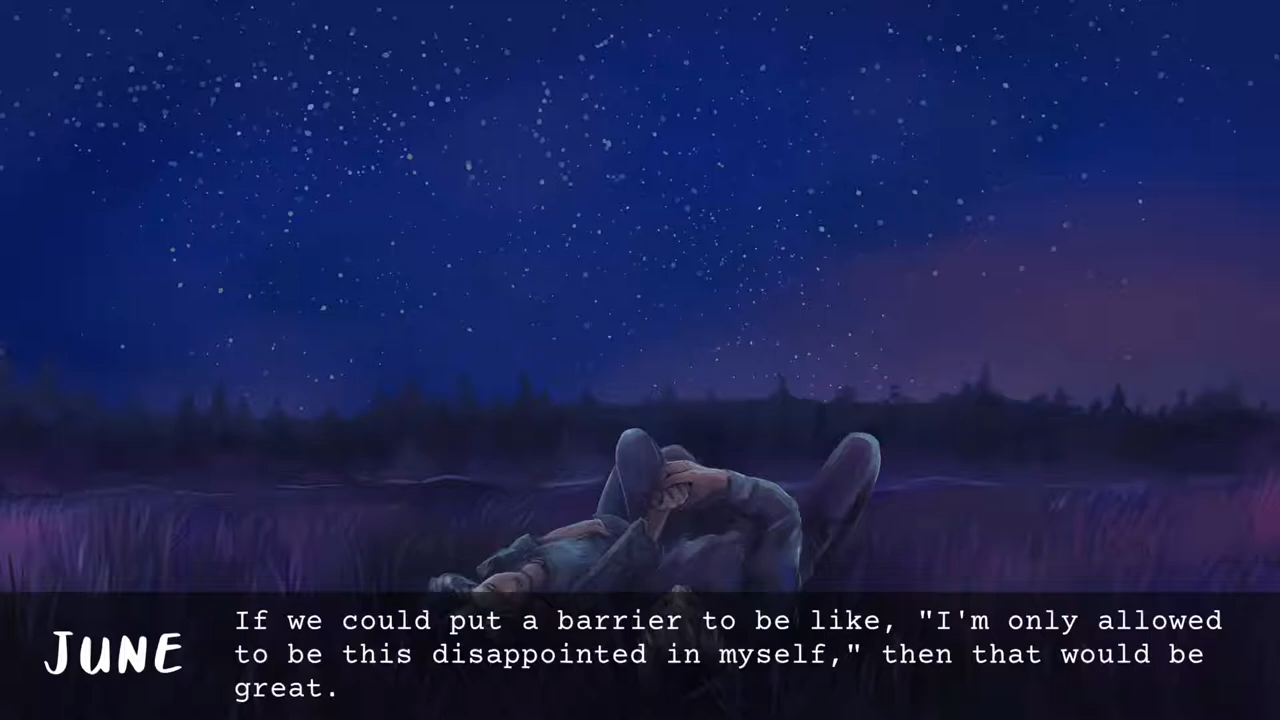 JUNE
If we could put a barrier to be like, "I'm only allowed
to be this disappointed in myself," then that would be
great.